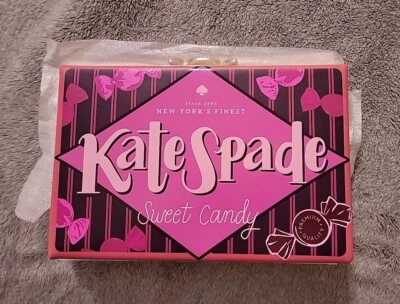 since 1993
NEW YORK'S FINEST
Kate Spade
Sweet Candy
PREMIUM
QUALITY